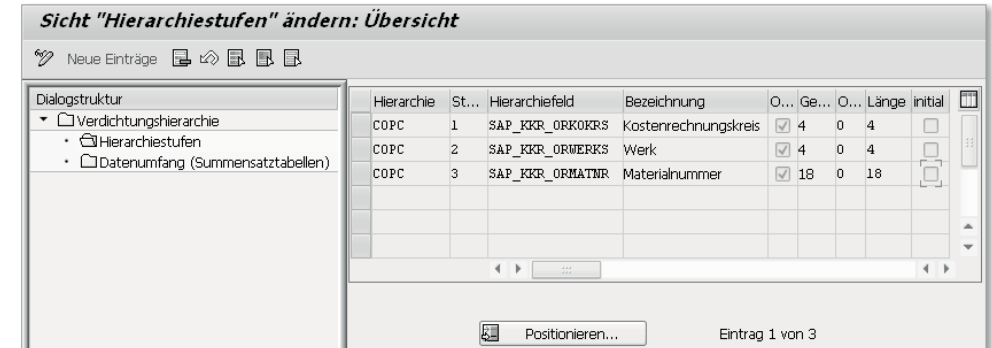 Sicht "Hierarchiestufen" ändern: Übersicht
Neue Einträge
Dialogstruktur
Verdichtungshierarchie
Hierarchiestufen
Datenumfang (Summensatztabellen)
Hierarchie St... Hierarchiefeld Bezeichnung O... Ge... O... Länge initial
COPC 1 SAP_KKR_ORKOKRS Kostenrechnungskreis 4 0 4
COPC 2 SAP_KKR_ORWERKS Werk 4 0 4
COPC 3 SAP_KKR_ORMATNR Materialnummer 18 0 18
Positionieren... Eintrag 1 von 3